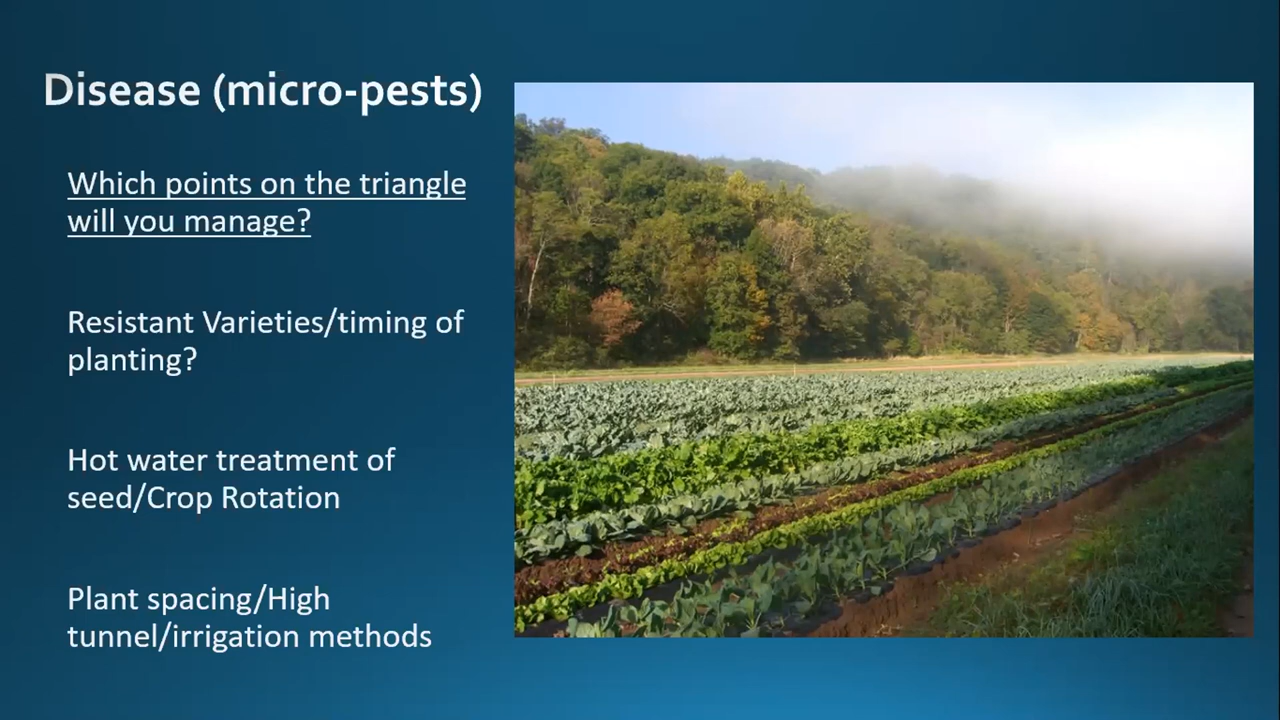 Disease (micro-pests)
Which points on the triangle
will you manage?
Resistant Varieties/timing of
planting?
Hot water treatment of
seed/Crop Rotation
Plant spacing/High
tunnel/irrigation methods